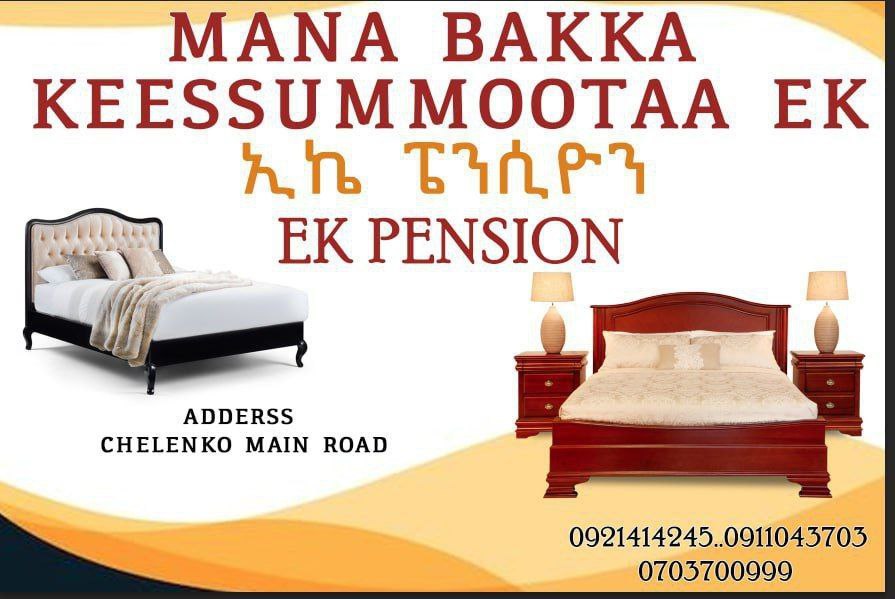 MANA BAKKA
KEESSUMMOOTAA EK
ኢኬ ፔንሲዮን
EK PENSION
ADDERSS
CHELENKO MAIN ROAD
0921414245..0911043703
0703700999